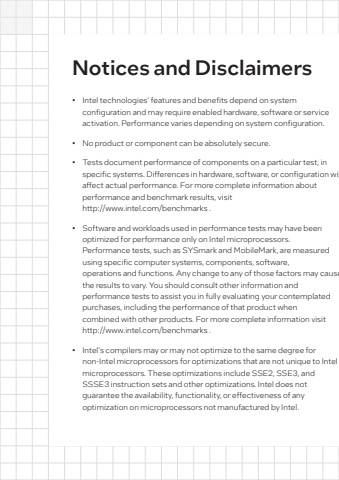 Notices and Disclaimers
• Intel technologies' features and benefits depend on system
configuration and may require enabled hardware, software or service
activation. Performance varies depending on system configuration.
• No product or component can be absolutely secure.
• Tests document performance of components on a particular test, in
specific systems. Differences in hardware, software, or configuration wi
affect actual performance. For more complete information about
performance and benchmark results, visit
http://www.intel.com/benchmarks .
• Software and workloads used in performance tests may have been
optimized for performance only on Intel microprocessors.
Performance tests, such as SYSmark and MobileMark, are measured
using specific computer systems, components, software,
operations and functions. Any change to any of those factors may cause
the results to vary. You should consult other information and
performance tests to assist you in fully evaluating your contemplated
purchases, including the performance of that product when
combined with other products. For more complete information visit
http://www.intel.com/benchmarks .
• Intel's compilers may or may not optimize to the same degree for
non-Intel microprocessors for optimizations that are not unique to Intel
microprocessors. These optimizations include SSE2, SSE3, and
SSSE3 instruction sets and other optimizations. Intel does not
guarantee the availability, functionality, or effectiveness of any
optimization on microprocessors not manufactured by Intel.